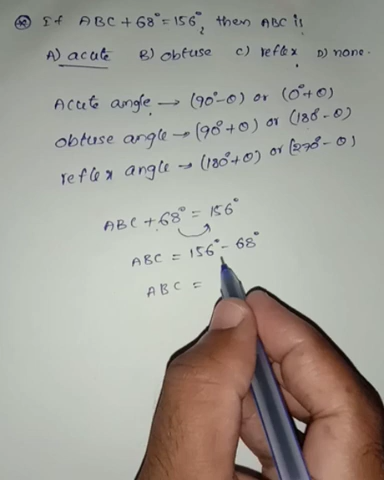 If ABC + 68° = 156°, then ABC is
A) acute B) obtuse C) reflex D) none.
Acute angle → (90° - θ) or (0° + θ)
obtuse angle → (90° + θ) or (180° - θ)
reflex angle → (180° + θ) or (270° - θ)
ABC + 68° = 156°
ABC = 156° - 68°
ABC =